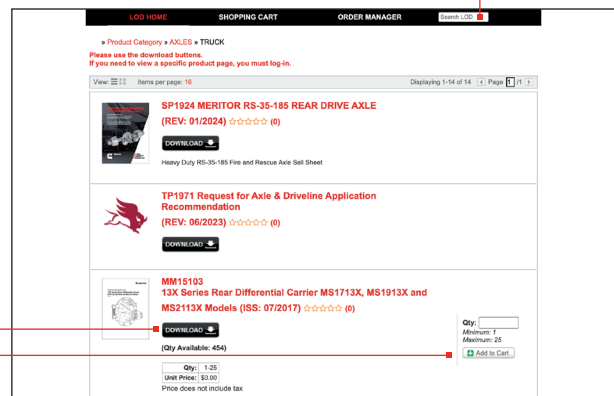 LOD HOME SHOPPING CART ORDER MANAGER Search LOD
» Product Category » AXLES » TRUCK
Please use the download buttons.
If you need to view a specific product page, you must log-in.
View: Items per page: 16 Displaying 1-14 of 14 Page 1 /1
SP1924 MERITOR RS-35-185 REAR DRIVE AXLE
(REV: 01/2024) ☆☆☆☆☆ (0)
DOWNLOAD
Heavy Duty RS-35-185 Fire and Rescue Axle Sell Sheet
TP1971 Request for Axle & Driveline Application
Recommendation
(REV: 06/2023) ☆☆☆☆☆ (0)
DOWNLOAD
MM15103
13X Series Rear Differential Carrier MS1713X, MS1913X and
MS2113X Models (ISS: 07/2017) ☆☆☆☆☆ (0)
DOWNLOAD
(Qty Available: 454)
Qty: 1-25
Unit Price: $0.00
Price does not include tax
Qty:
Minimum: 1
Maximum: 25
Add to Cart